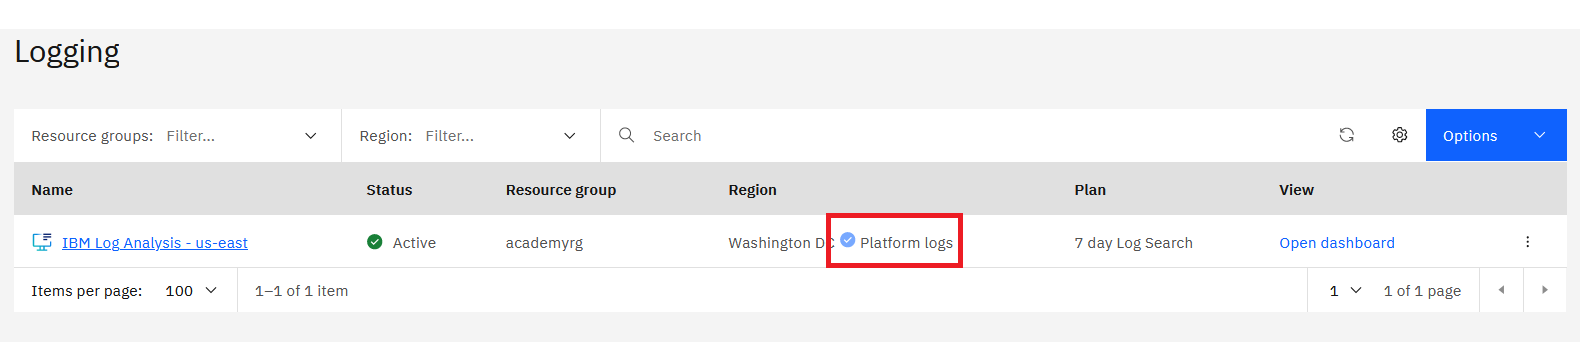 Logging
Resource groups: Filter... Region: Filter... Search Options
Name Status Resource group Region Plan View
IBM Log Analysis - us-east Active academyrg Washington DC Platform logs 7 day Log Search Open dashboard
Items per page: 100 1–1 of 1 item 1 1 of 1 page